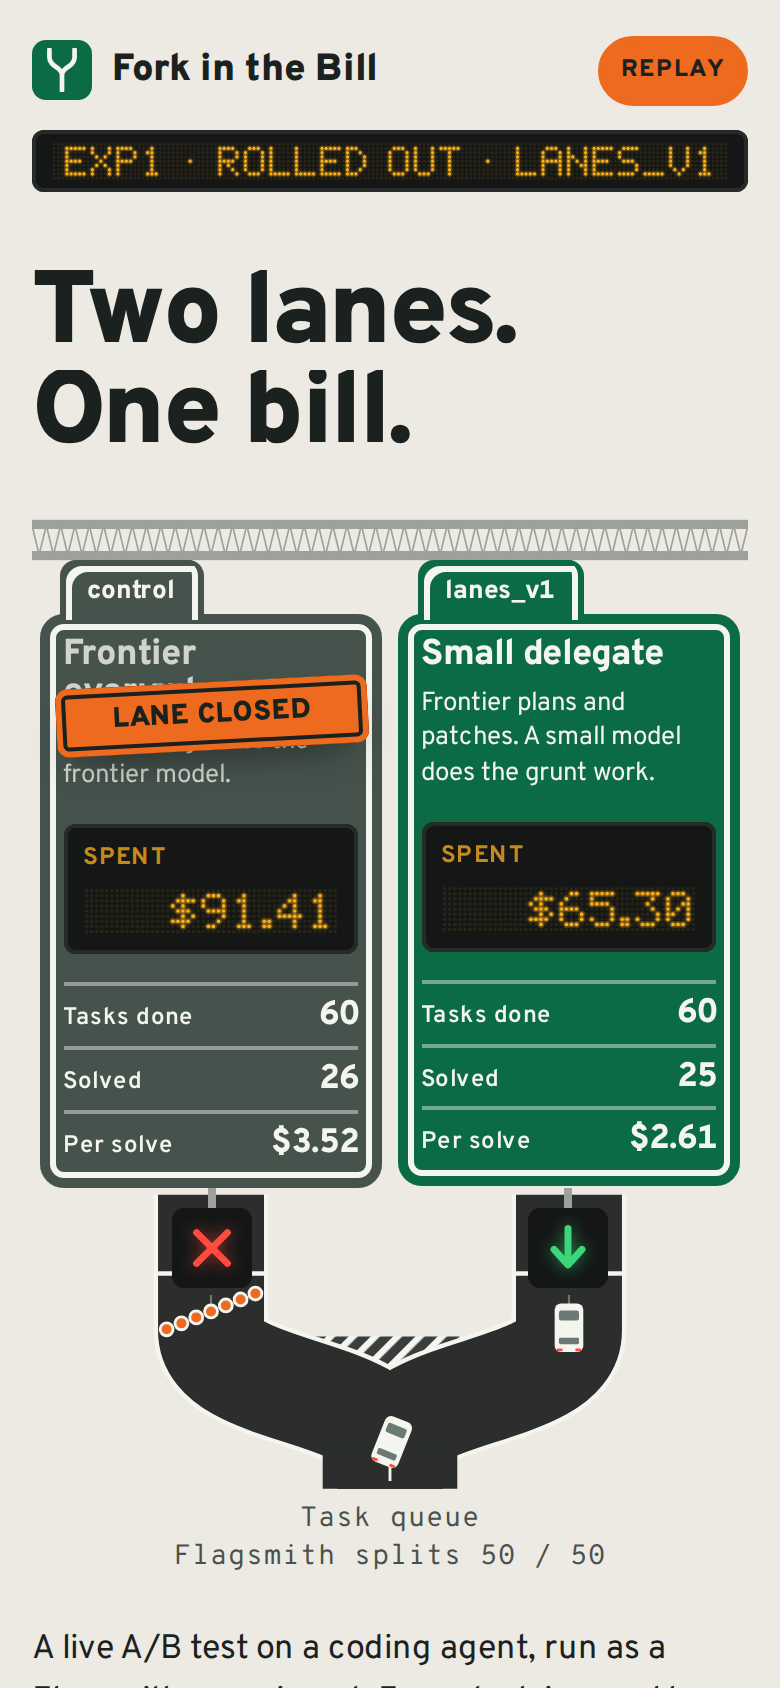 Fork in the Bill
REPLAY
EXP1 · ROLLED OUT · LANES_V1
Two lanes.
One bill.
control
Frontier
LANE CLOSED
frontier model.
SPENT
$91.41
Tasks done 60
Solved 26
Per solve $3.52
lanes_v1
Small delegate
Frontier plans and
patches. A small model
does the grunt work.
SPENT
$65.30
Tasks done 60
Solved 25
Per solve $2.61
Task queue
Flagsmith splits 50 / 50
A live A/B test on a coding agent, run as a